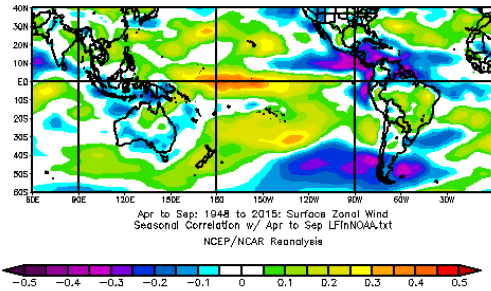 40N
30N
20N
10N
EQ
10S
20S
30S
40S
50S
60S
60E 90E 120E 150E 180 150W 120W 90W 60W 30W
Apr to Sep: 1948 to 2015: Surface Zonal Wind
Seasonal Correlation w/ Apr to Sep LFinNOAA.txt
NCEP/NCAR Reanalysis
-0.5 -0.4 -0.3 -0.2 -0.1 0 0.1 0.2 0.3 0.4 0.5